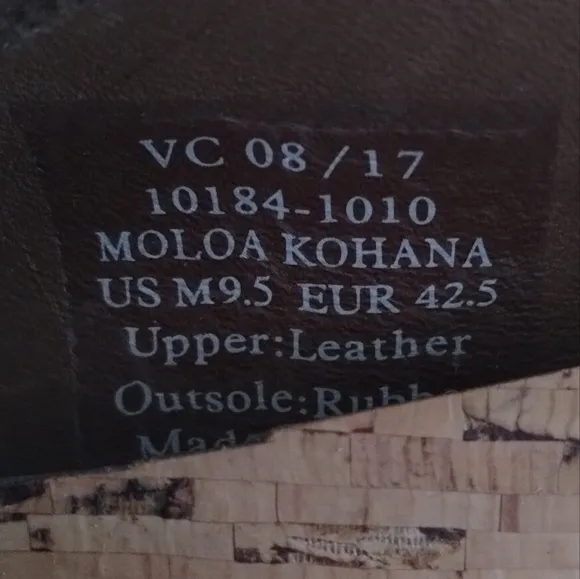 VC 08/17
10184-1010
MOLOA KOHANA
US M9.5 EUR 42.5
Upper:Leather
Outsole: